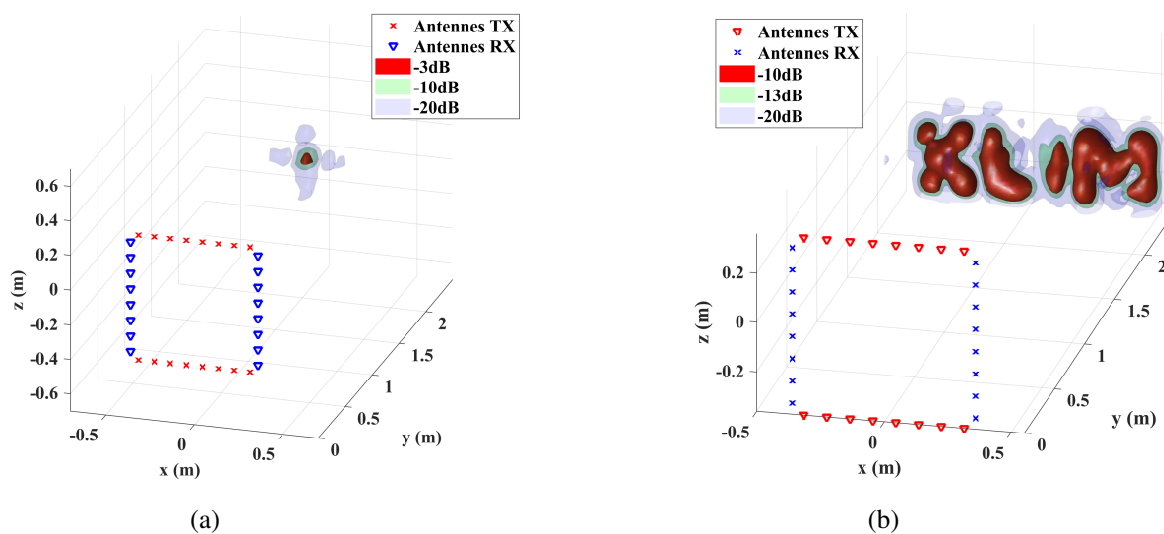 Antennes TX
Antennes RX
-3dB
-10dB
-20dB
0.6
0.4
0.2
0
-0.2
-0.4
-0.6
z (m)
-0.5
0
0.5
x (m)
0
0.5
1
1.5
2
y (m)
(a)
Antennes TX
Antennes RX
-10dB
-13dB
-20dB
XLIM
0.2
0
-0.2
z (m)
-0.5
0
0.5
x (m)
0
0.5
1
1.5
2
y (m)
(b)